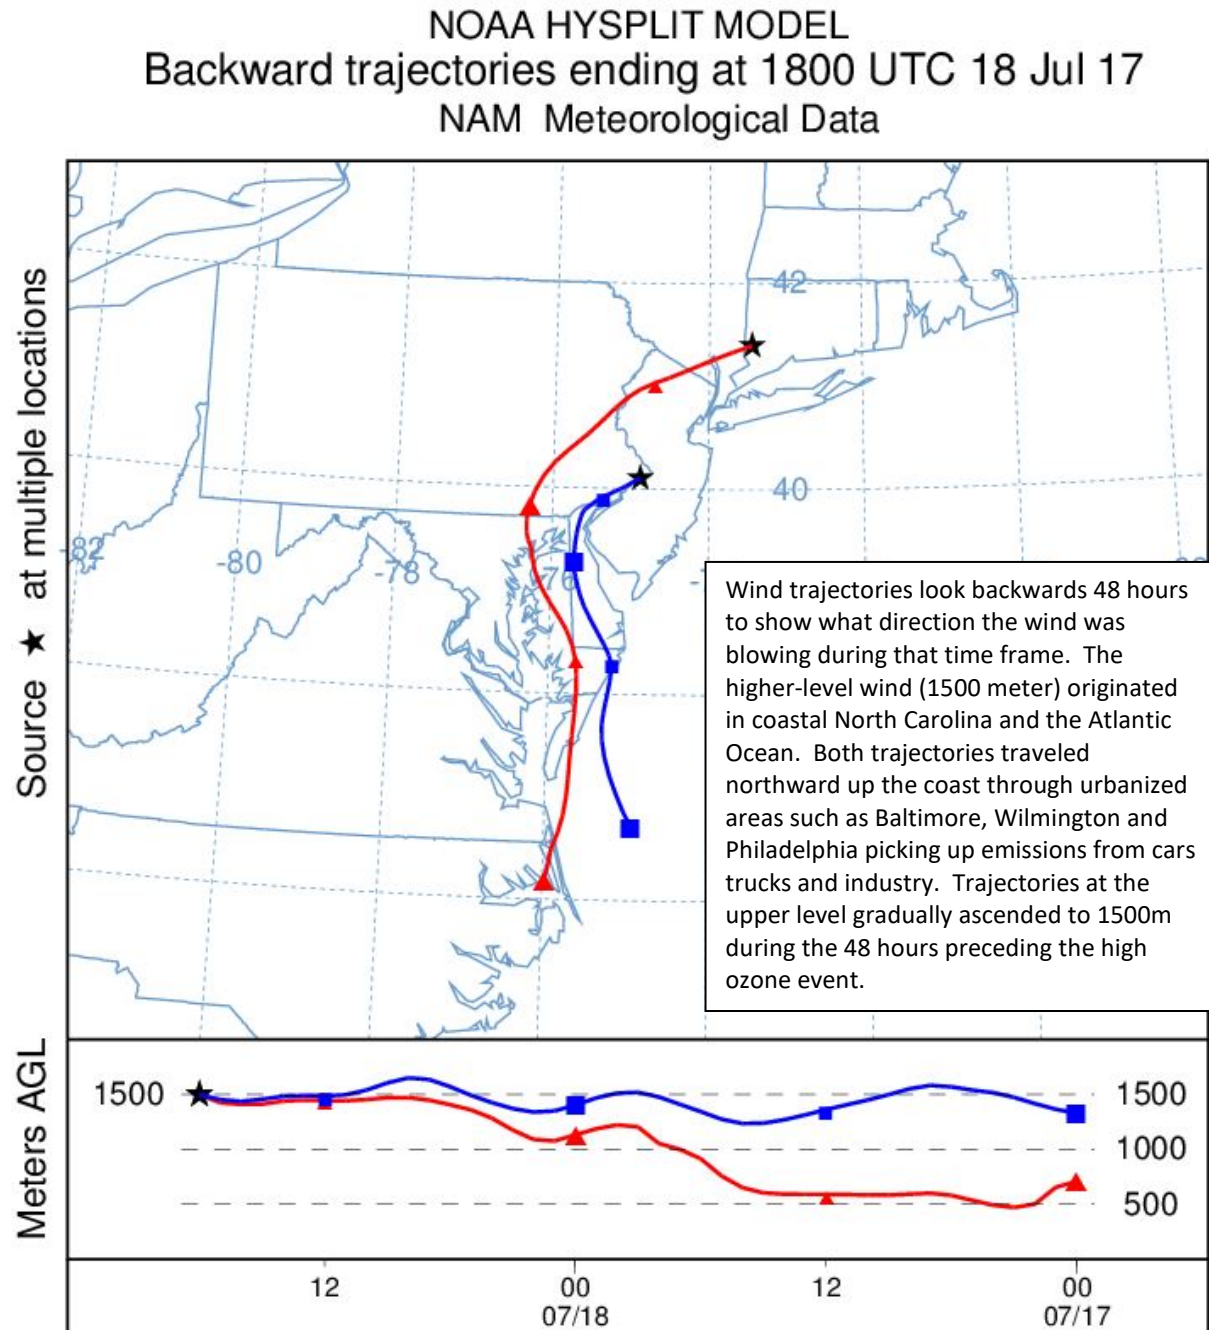 NOAA HYSPLIT MODEL
Backward trajectories ending at 1800 UTC 18 Jul 17
NAM Meteorological Data
Source ★ at multiple locations
42
40
-82
-80
-78
-76
Wind trajectories look backwards 48 hours
to show what direction the wind was
blowing during that time frame. The
higher-level wind (1500 meter) originated
in coastal North Carolina and the Atlantic
Ocean. Both trajectories traveled
northward up the coast through urbanized
areas such as Baltimore, Wilmington and
Philadelphia picking up emissions from cars
trucks and industry. Trajectories at the
upper level gradually ascended to 1500m
during the 48 hours preceding the high
ozone event.
Meters AGL
1500
1500
1000
500
12
00
12
00
07/18
07/17